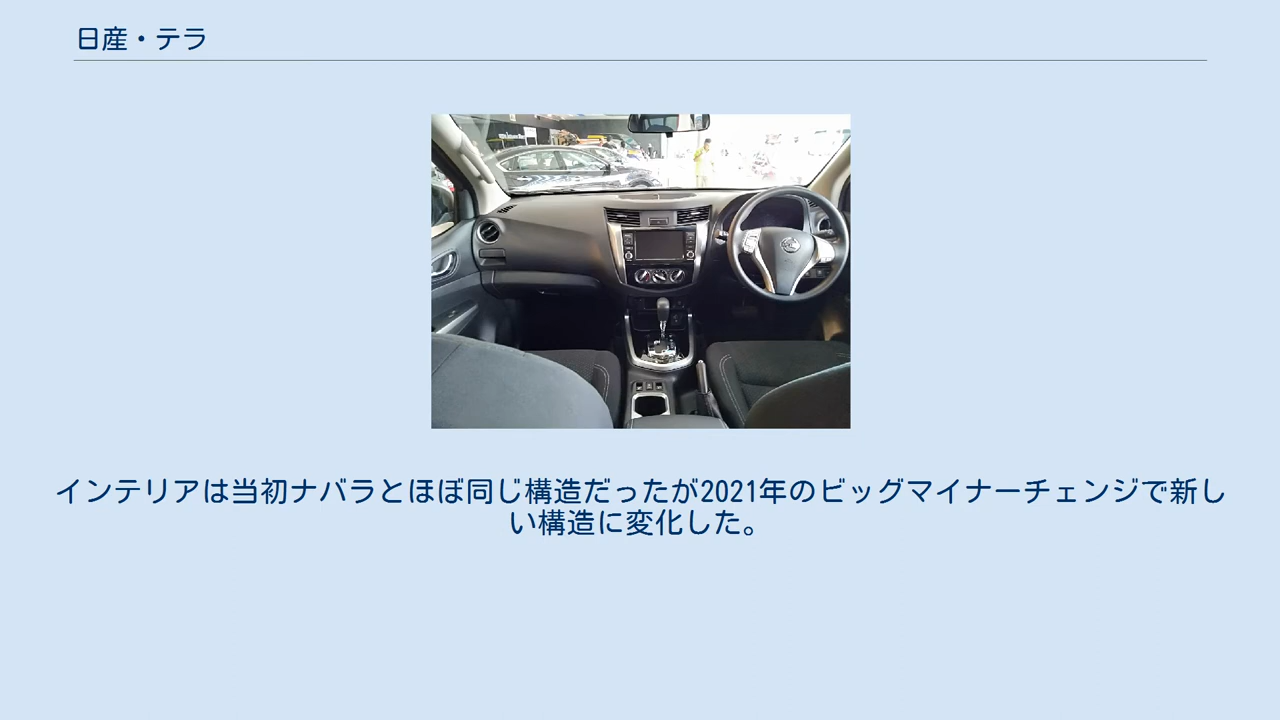 日産・テラ
インテリアは当初ナバラとほぼ同じ構造だったが2021年のビッグマイナーチェンジで新し
い構造に変化した。